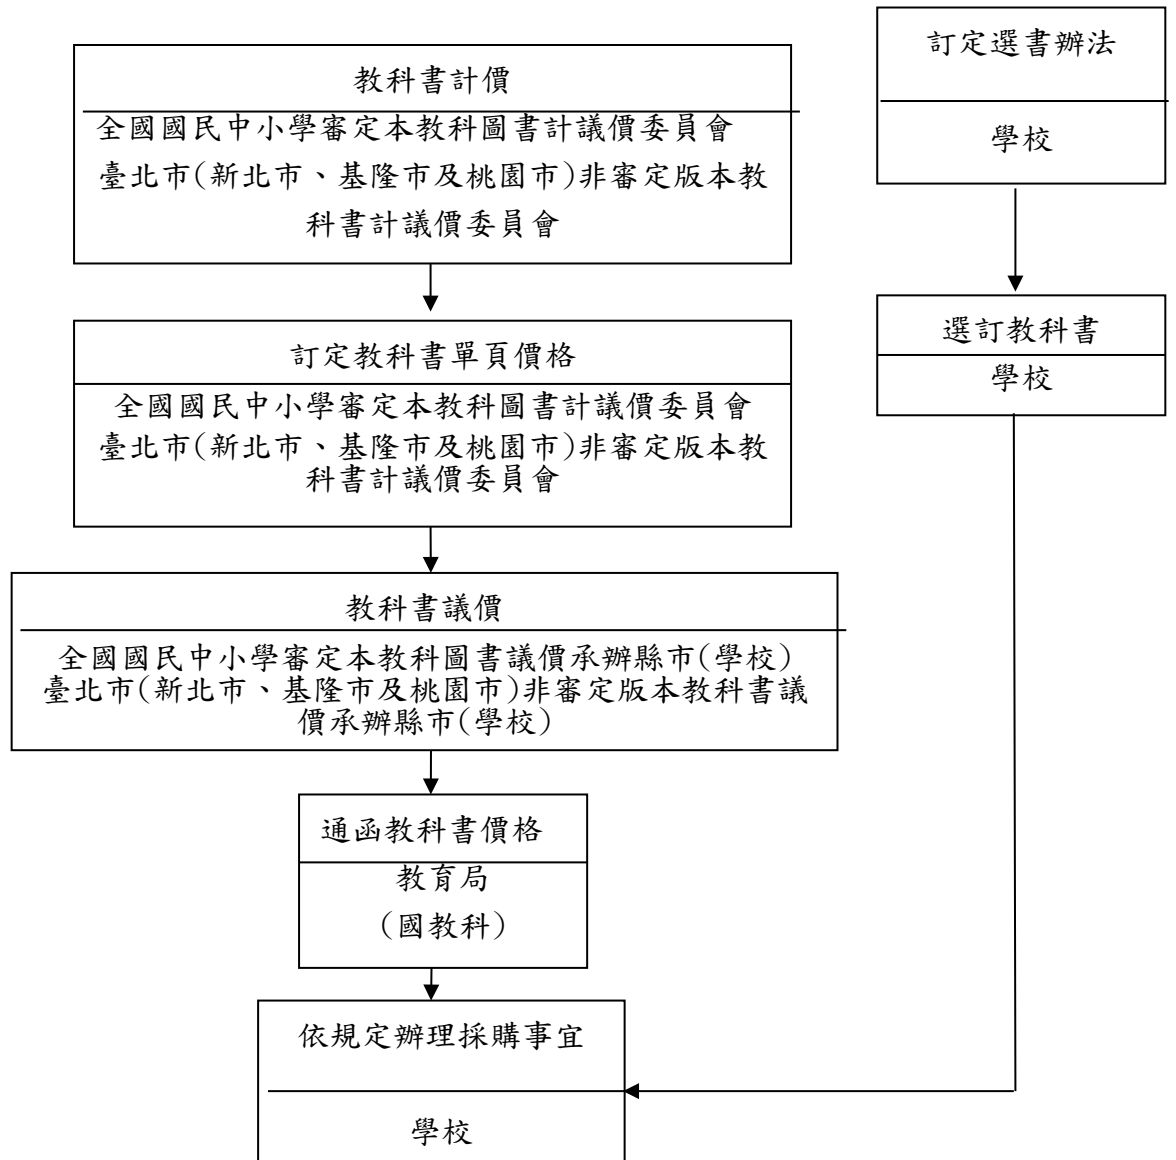 教科書計價
全國國民中小學審定本教科圖書計議價委員會
臺北市(新北市、基隆市及桃園市)非審定版本教
科書計議價委員會
訂定教科書單頁價格
全國國民中小學審定本教科圖書計議價委員會
臺北市(新北市、基隆市及桃園市)非審定版本教
科書計議價委員會
教科書議價
全國國民中小學審定本教科圖書議價承辦縣市(學校)
臺北市(新北市、基隆市及桃園市)非審定版本教科書議
價承辦縣市(學校)
通函教科書價格
教育局
(國教科)
依規定辦理採購事宜
學校
訂定選書辦法
學校
選訂教科書
學校